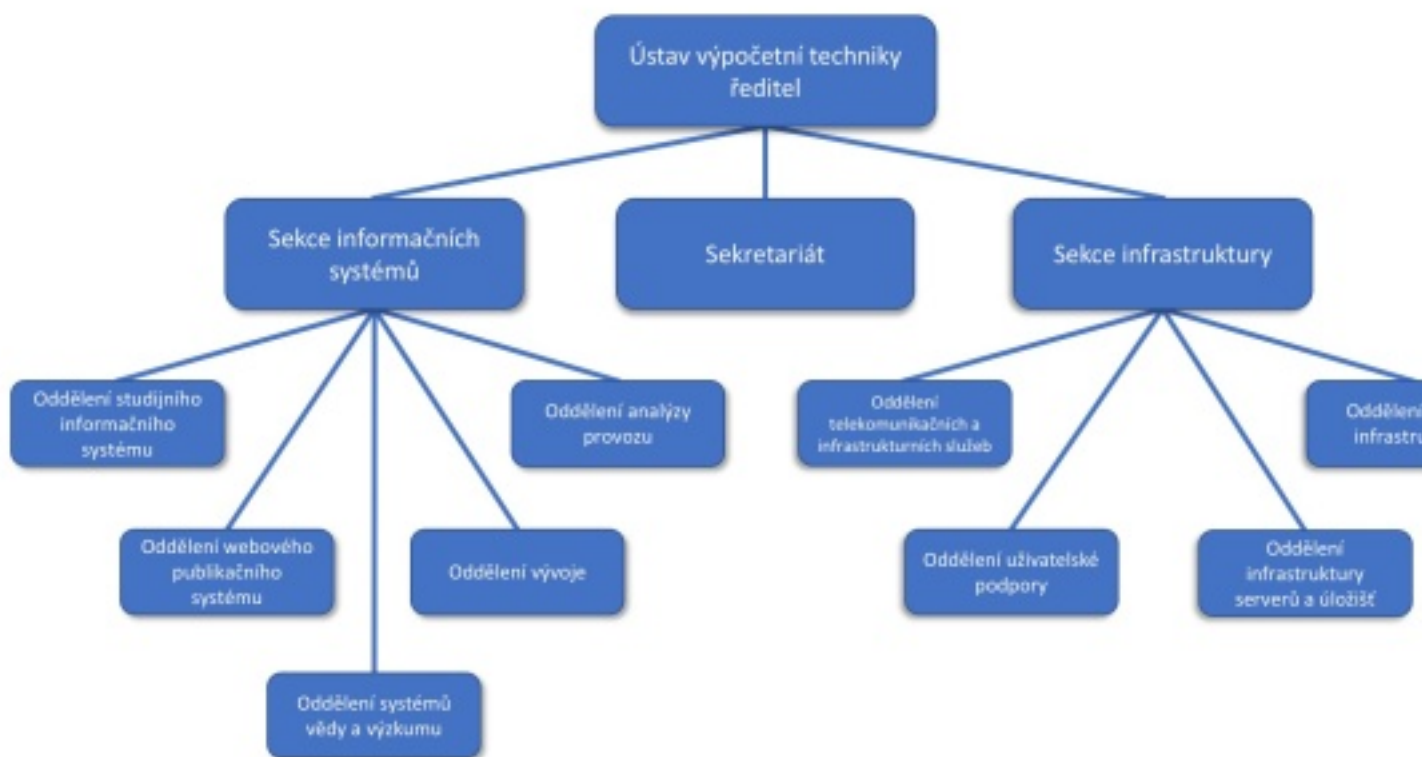 Ústav výpočetní techniky
ředitel
Sekce informačních
systémů
Sekretariát
Sekce infrastruktury
Oddělení studijního
informačního
systému
Oddělení analýzy
provozu
Oddělení
telekomunikačních a
infrastrukturních služeb
Oddělení
Oddělení webového
publikačního
systému
Oddělení vývoje
Oddělení uživatelské
podpory
Oddělení
infrastruktury
serverů a úložišť
Oddělení systémů
vědy a výzkumu